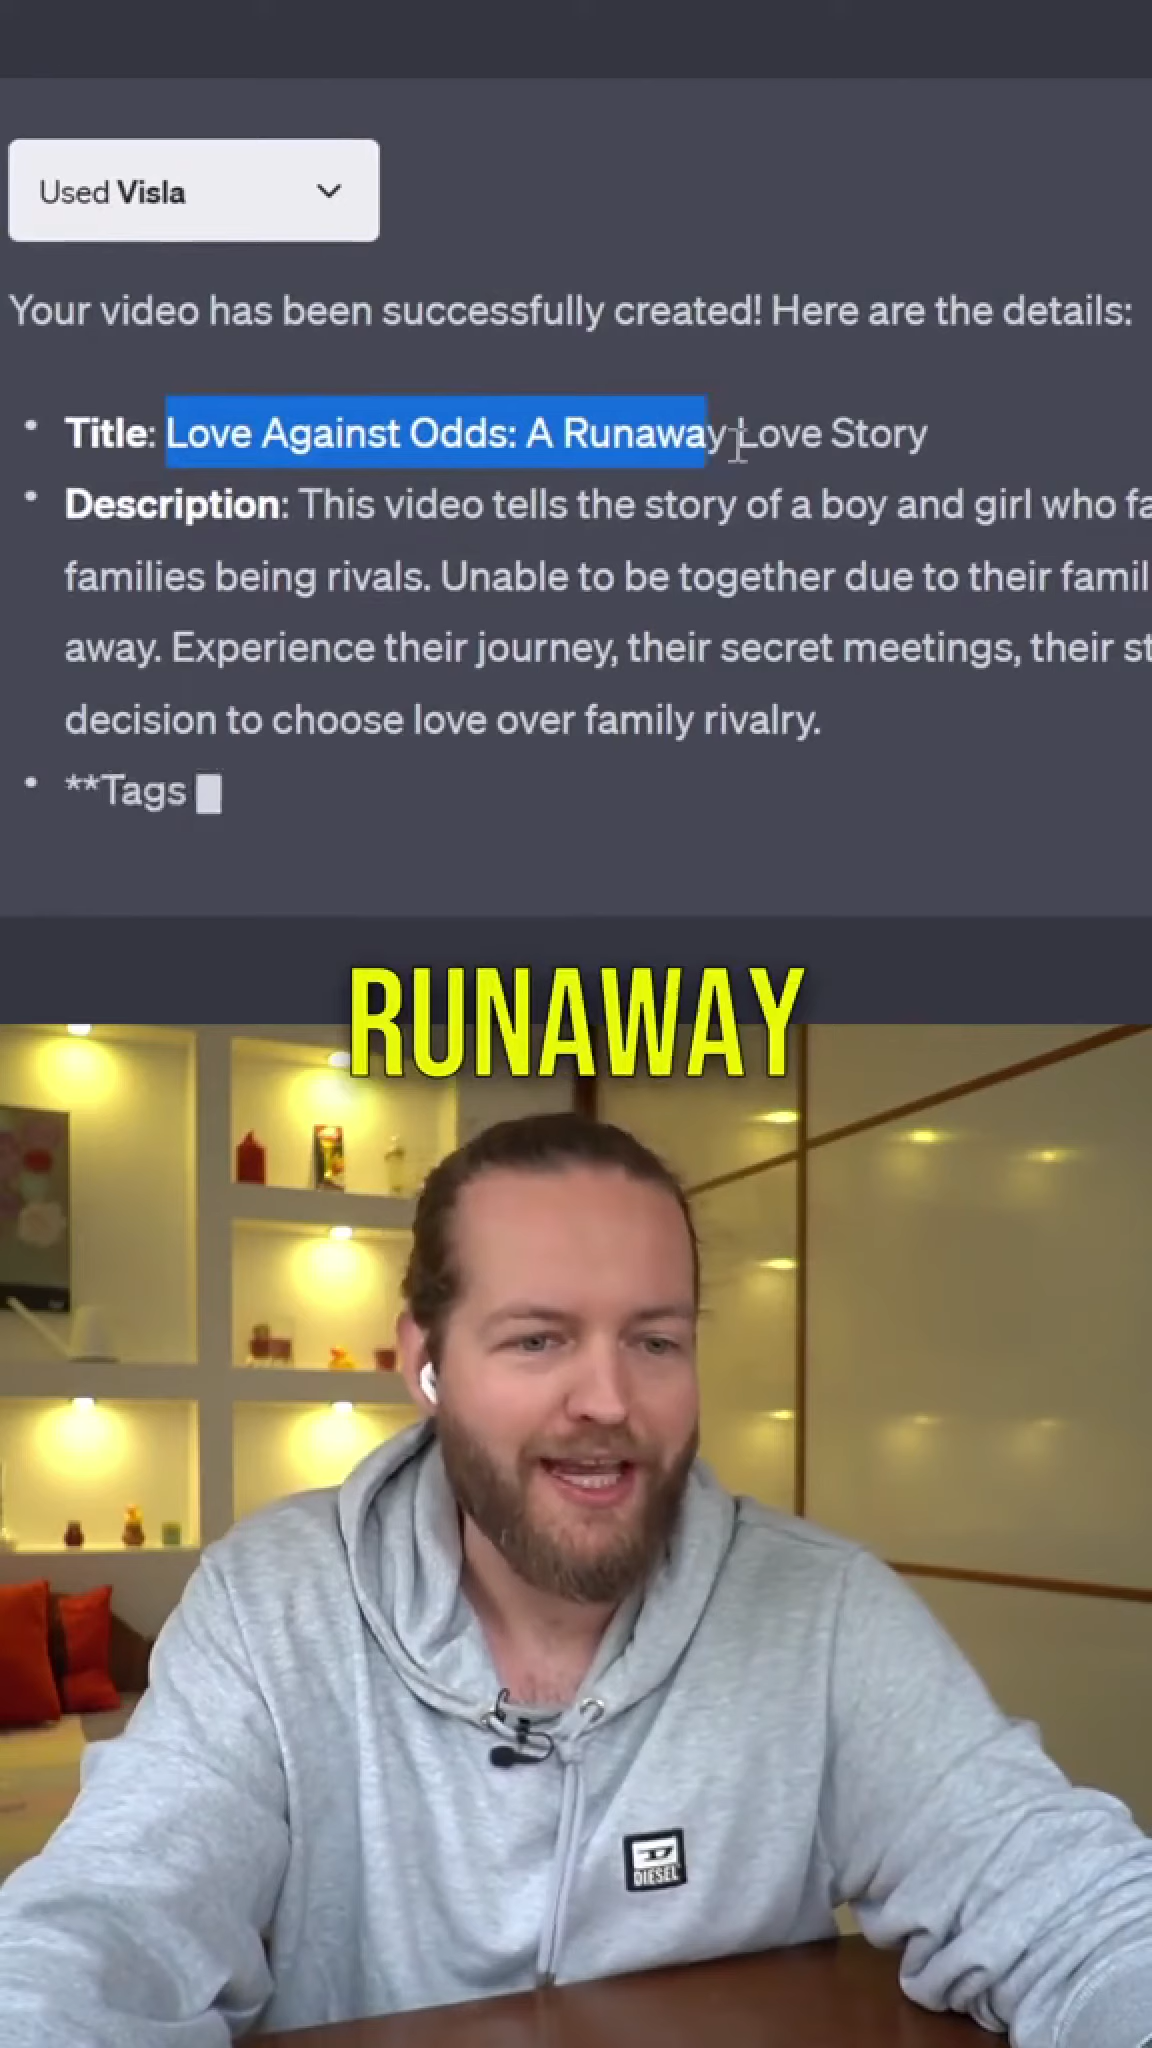 Used Visla
Your video has been successfully created! Here are the details:
• Title: Love Against Odds: A Runaway Love Story
• Description: This video tells the story of a boy and girl who fa
families being rivals. Unable to be together due to their famil
away. Experience their journey, their secret meetings, their st
decision to choose love over family rivalry.
• **Tags
RUNAWAY
DIESEL